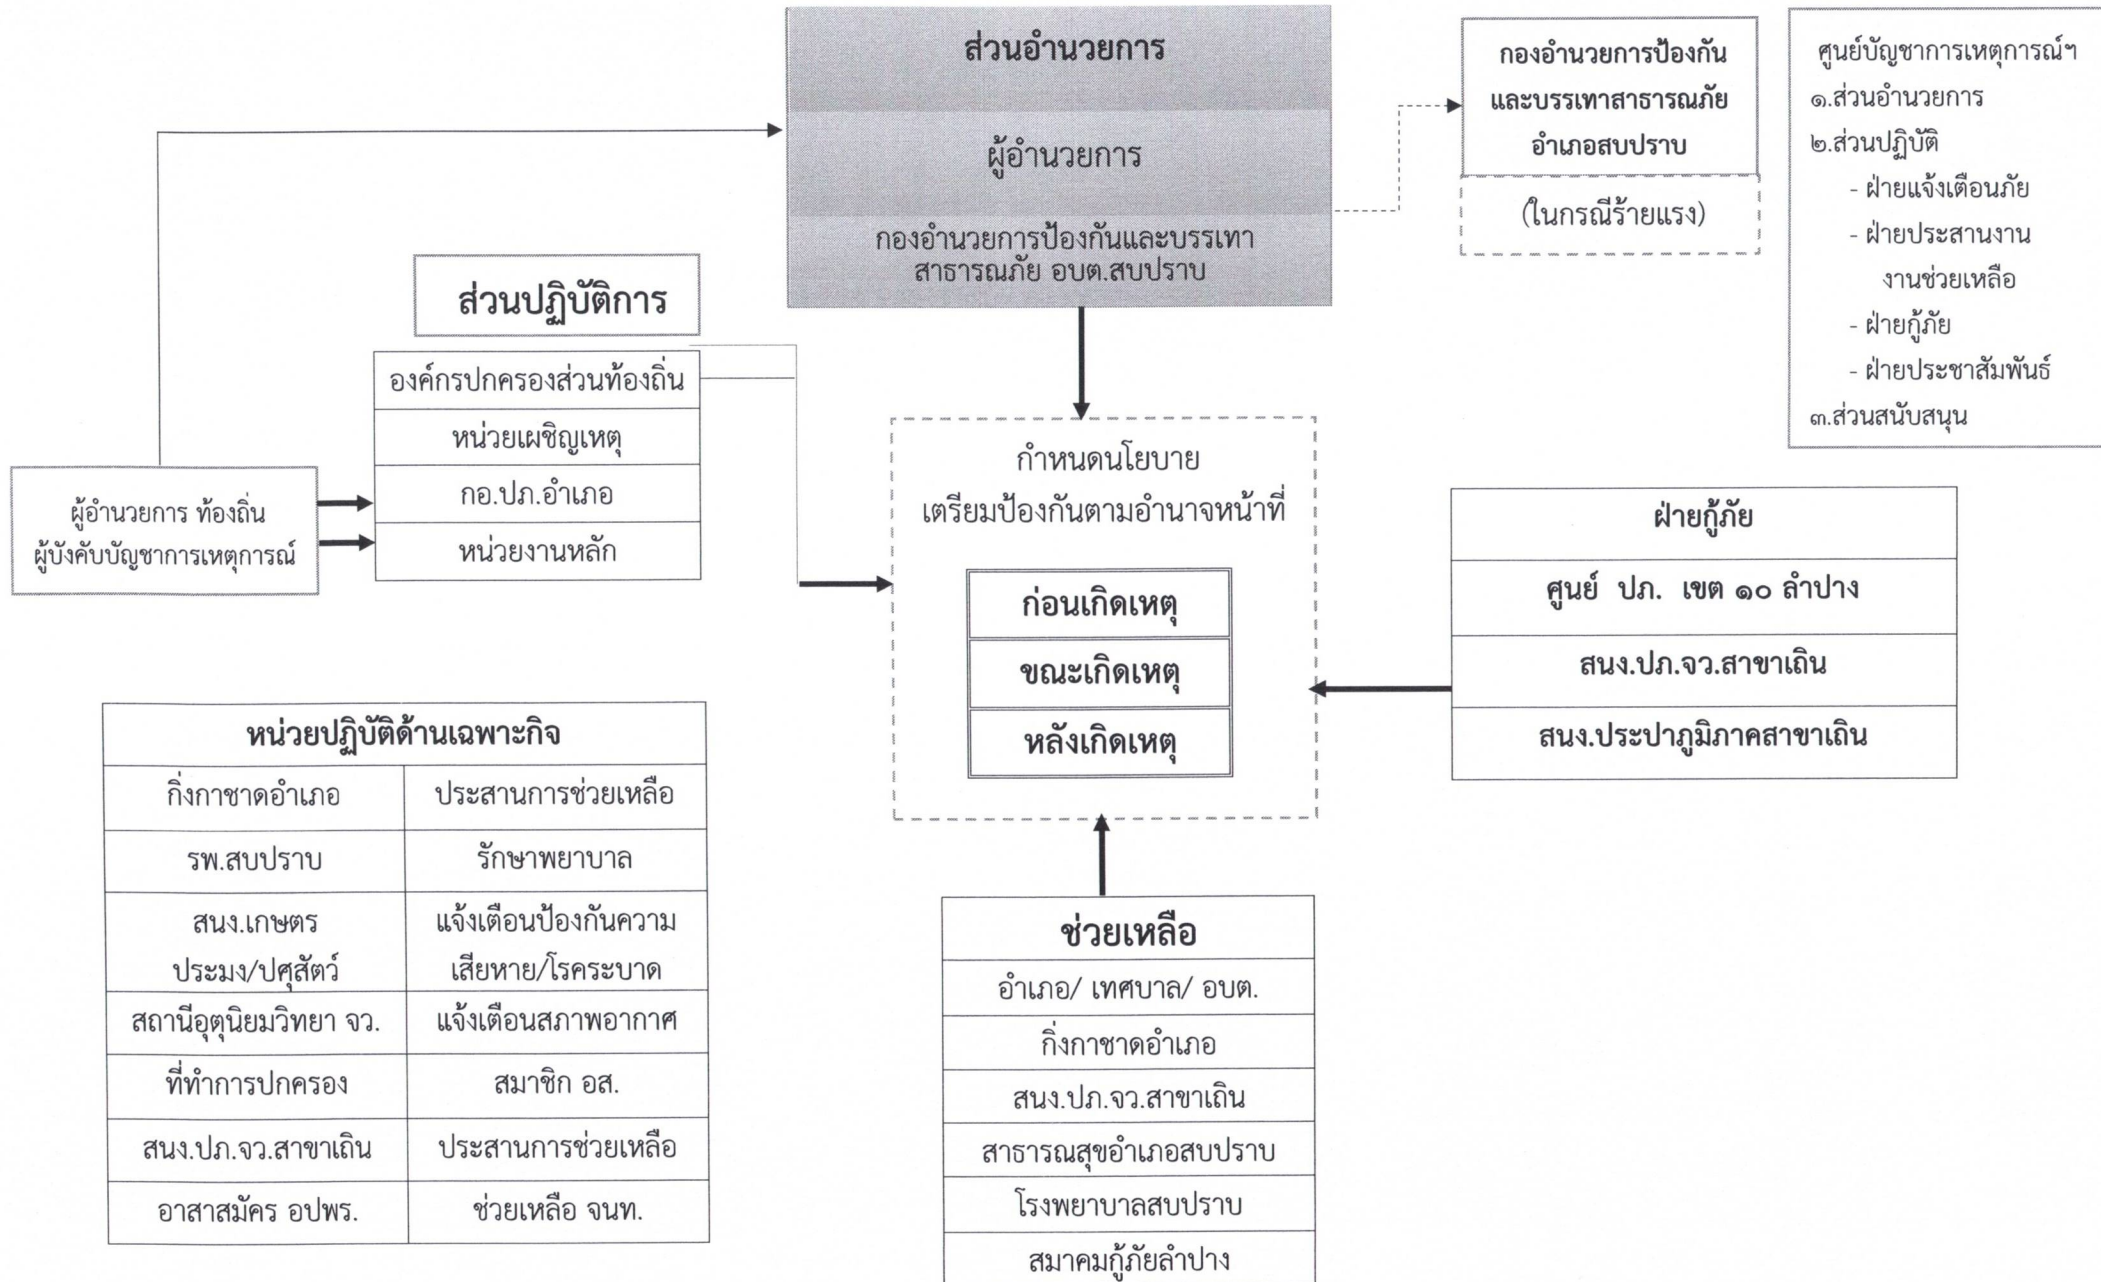 ส่วนอำนวยการ
ผู้อำนวยการ
กองอำนวยการป้องกันและบรรเทา
สาธารณภัย อบต.สบปราบ
กองอำนวยการป้องกัน
และบรรเทาสาธารณภัย
อำเภอสบปราบ
(ในกรณีร้ายแรง)
ศูนย์บัญชาการเหตุการณ์ฯ
๑.ส่วนอำนวยการ
๒.ส่วนปฏิบัติ
- ฝ่ายแจ้งเตือนภัย
- ฝ่ายประสานงาน
งานช่วยเหลือ
- ฝ่ายกู้ภัย
- ฝ่ายประชาสัมพันธ์
๓.ส่วนสนับสนุน
ส่วนปฏิบัติการ
องค์กรปกครองส่วนท้องถิ่น
หน่วยเผชิญเหตุ
กอ.ปภ.อำเภอ
หน่วยงานหลัก
ผู้อำนวยการ ท้องถิ่น
ผู้บังคับบัญชาการเหตุการณ์
กำหนดนโยบาย
เตรียมป้องกันตามอำนาจหน้าที่
ก่อนเกิดเหตุ
ขณะเกิดเหตุ
หลังเกิดเหตุ
ฝ่ายกู้ภัย
ศูนย์ ปภ. เขต ๑๐ ลำปาง
สนง.ปภ.จว.สาขาเถิน
สนง.ประปาภูมิภาคสาขาเถิน
หน่วยปฏิบัติด้านเฉพาะกิจ
กิ่งกาชาดอำเภอ ประสานการช่วยเหลือ
รพ.สบปราบ รักษาพยาบาล
สนง.เกษตร แจ้งเตือนป้องกันความ
ประมง/ปศุสัตว์ เสียหาย/โรคระบาด
สถานีอุตุนิยมวิทยา จว. แจ้งเตือนสภาพอากาศ
ที่ทำการปกครอง สมาชิก อส.
สนง.ปภ.จว.สาขาเถิน ประสานการช่วยเหลือ
อาสาสมัคร อปพร. ช่วยเหลือ จนท.
ช่วยเหลือ
อำเภอ/ เทศบาล/ อบต.
กิ่งกาชาดอำเภอ
สนง.ปภ.จว.สาขาเถิน
สาธารณสุขอำเภอสบปราบ
โรงพยาบาลสบปราบ
สมาคมกู้ภัยลำปาง